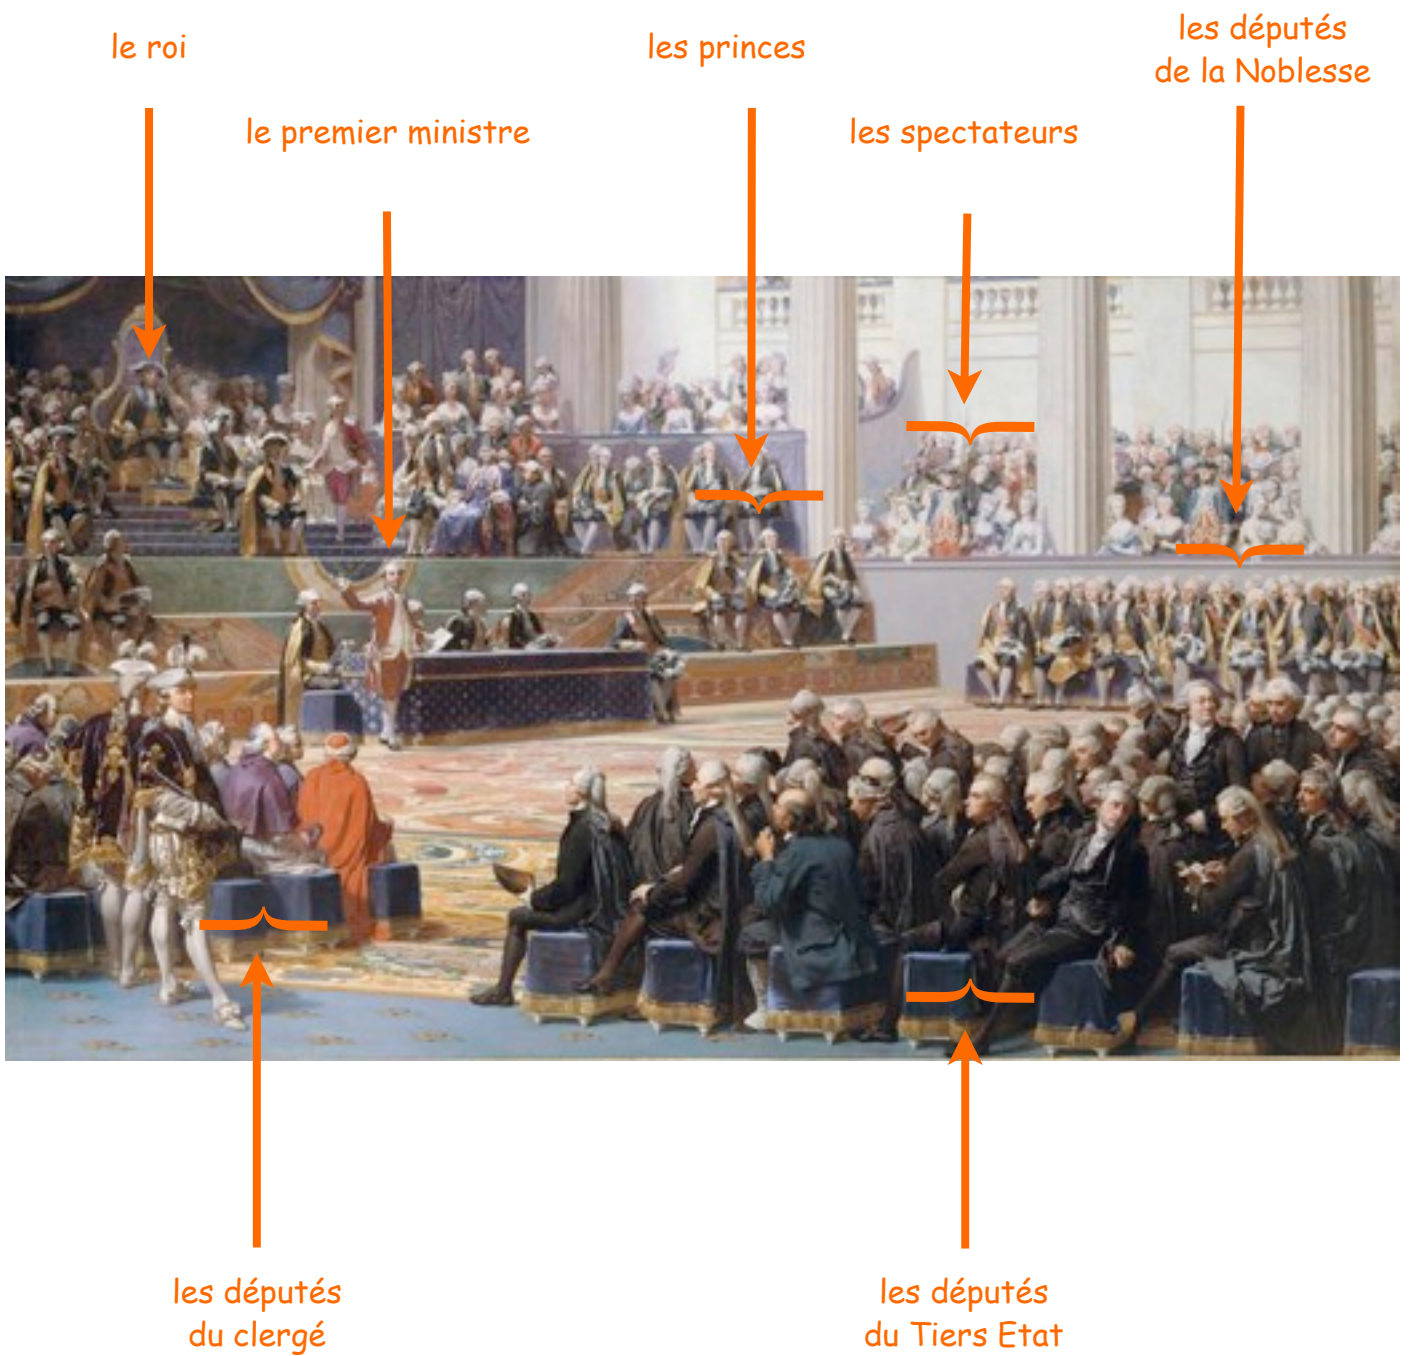 le roi
les princes
les députés
de la Noblesse
le premier ministre
les spectateurs
les députés
du clergé
les députés
du Tiers Etat